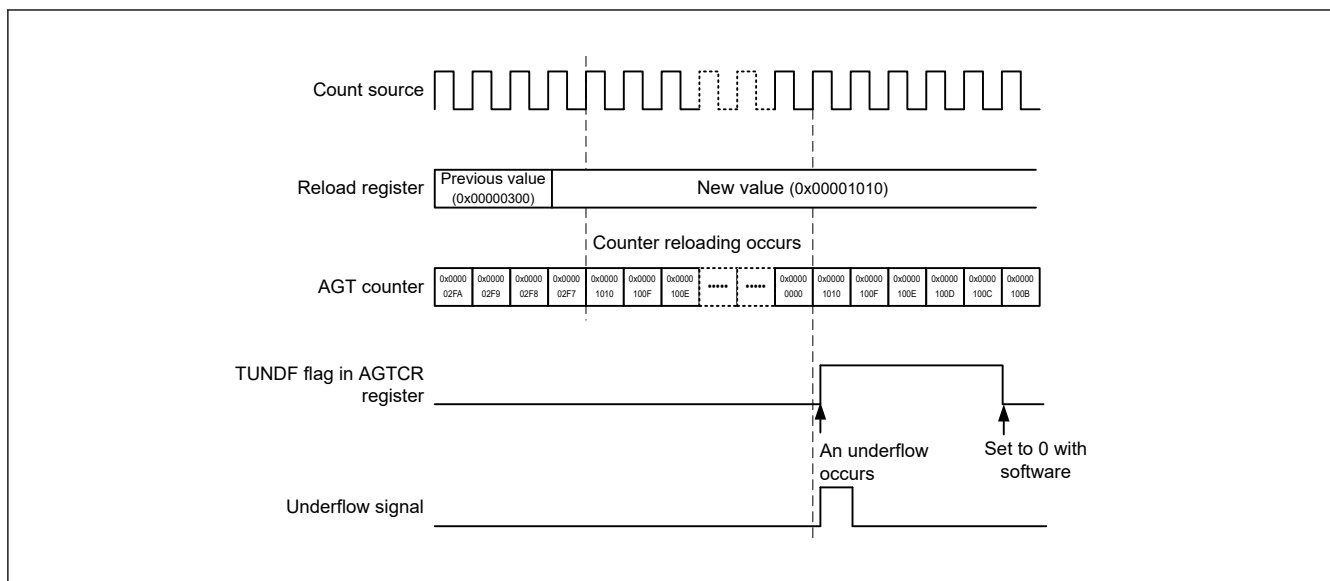 Count source
Reload register
Previous value
(0x00000300)
New value (0x00001010)
Counter reloading occurs
AGT counter
0x0000 0x0000 0x0000 0x0000 0x0000 0x0000 0x0000 ..... ..... 0x0000 0x0000 0x0000 0x0000 0x0000 0x0000 0x0000
02FA 02F9 02F8 02F7 1010 100F 100E 0000 1010 100F 100E 100D 100C 100B
TUNDF flag in AGTCR
register
An underflow
occurs
Set to 0 with
software
Underflow signal